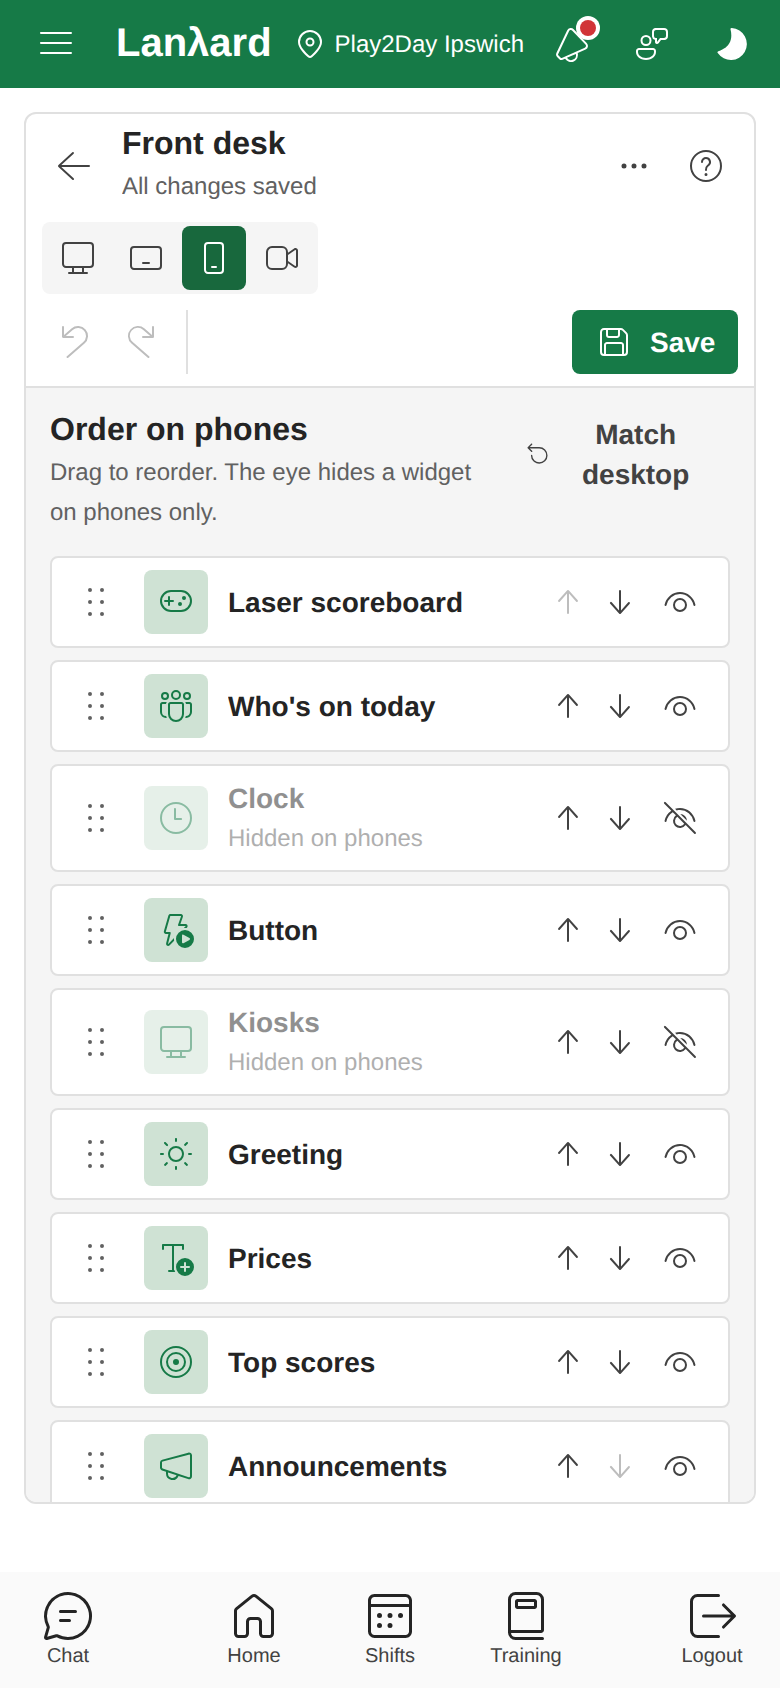 Lanλard
Play2Day Ipswich
Front desk
All changes saved
Save
Order on phones
Drag to reorder. The eye hides a widget
on phones only.
Match
desktop
Laser scoreboard
Who's on today
Clock
Hidden on phones
Button
Kiosks
Hidden on phones
Greeting
Prices
Top scores
Announcements
Chat
Home
Shifts
Training
Logout